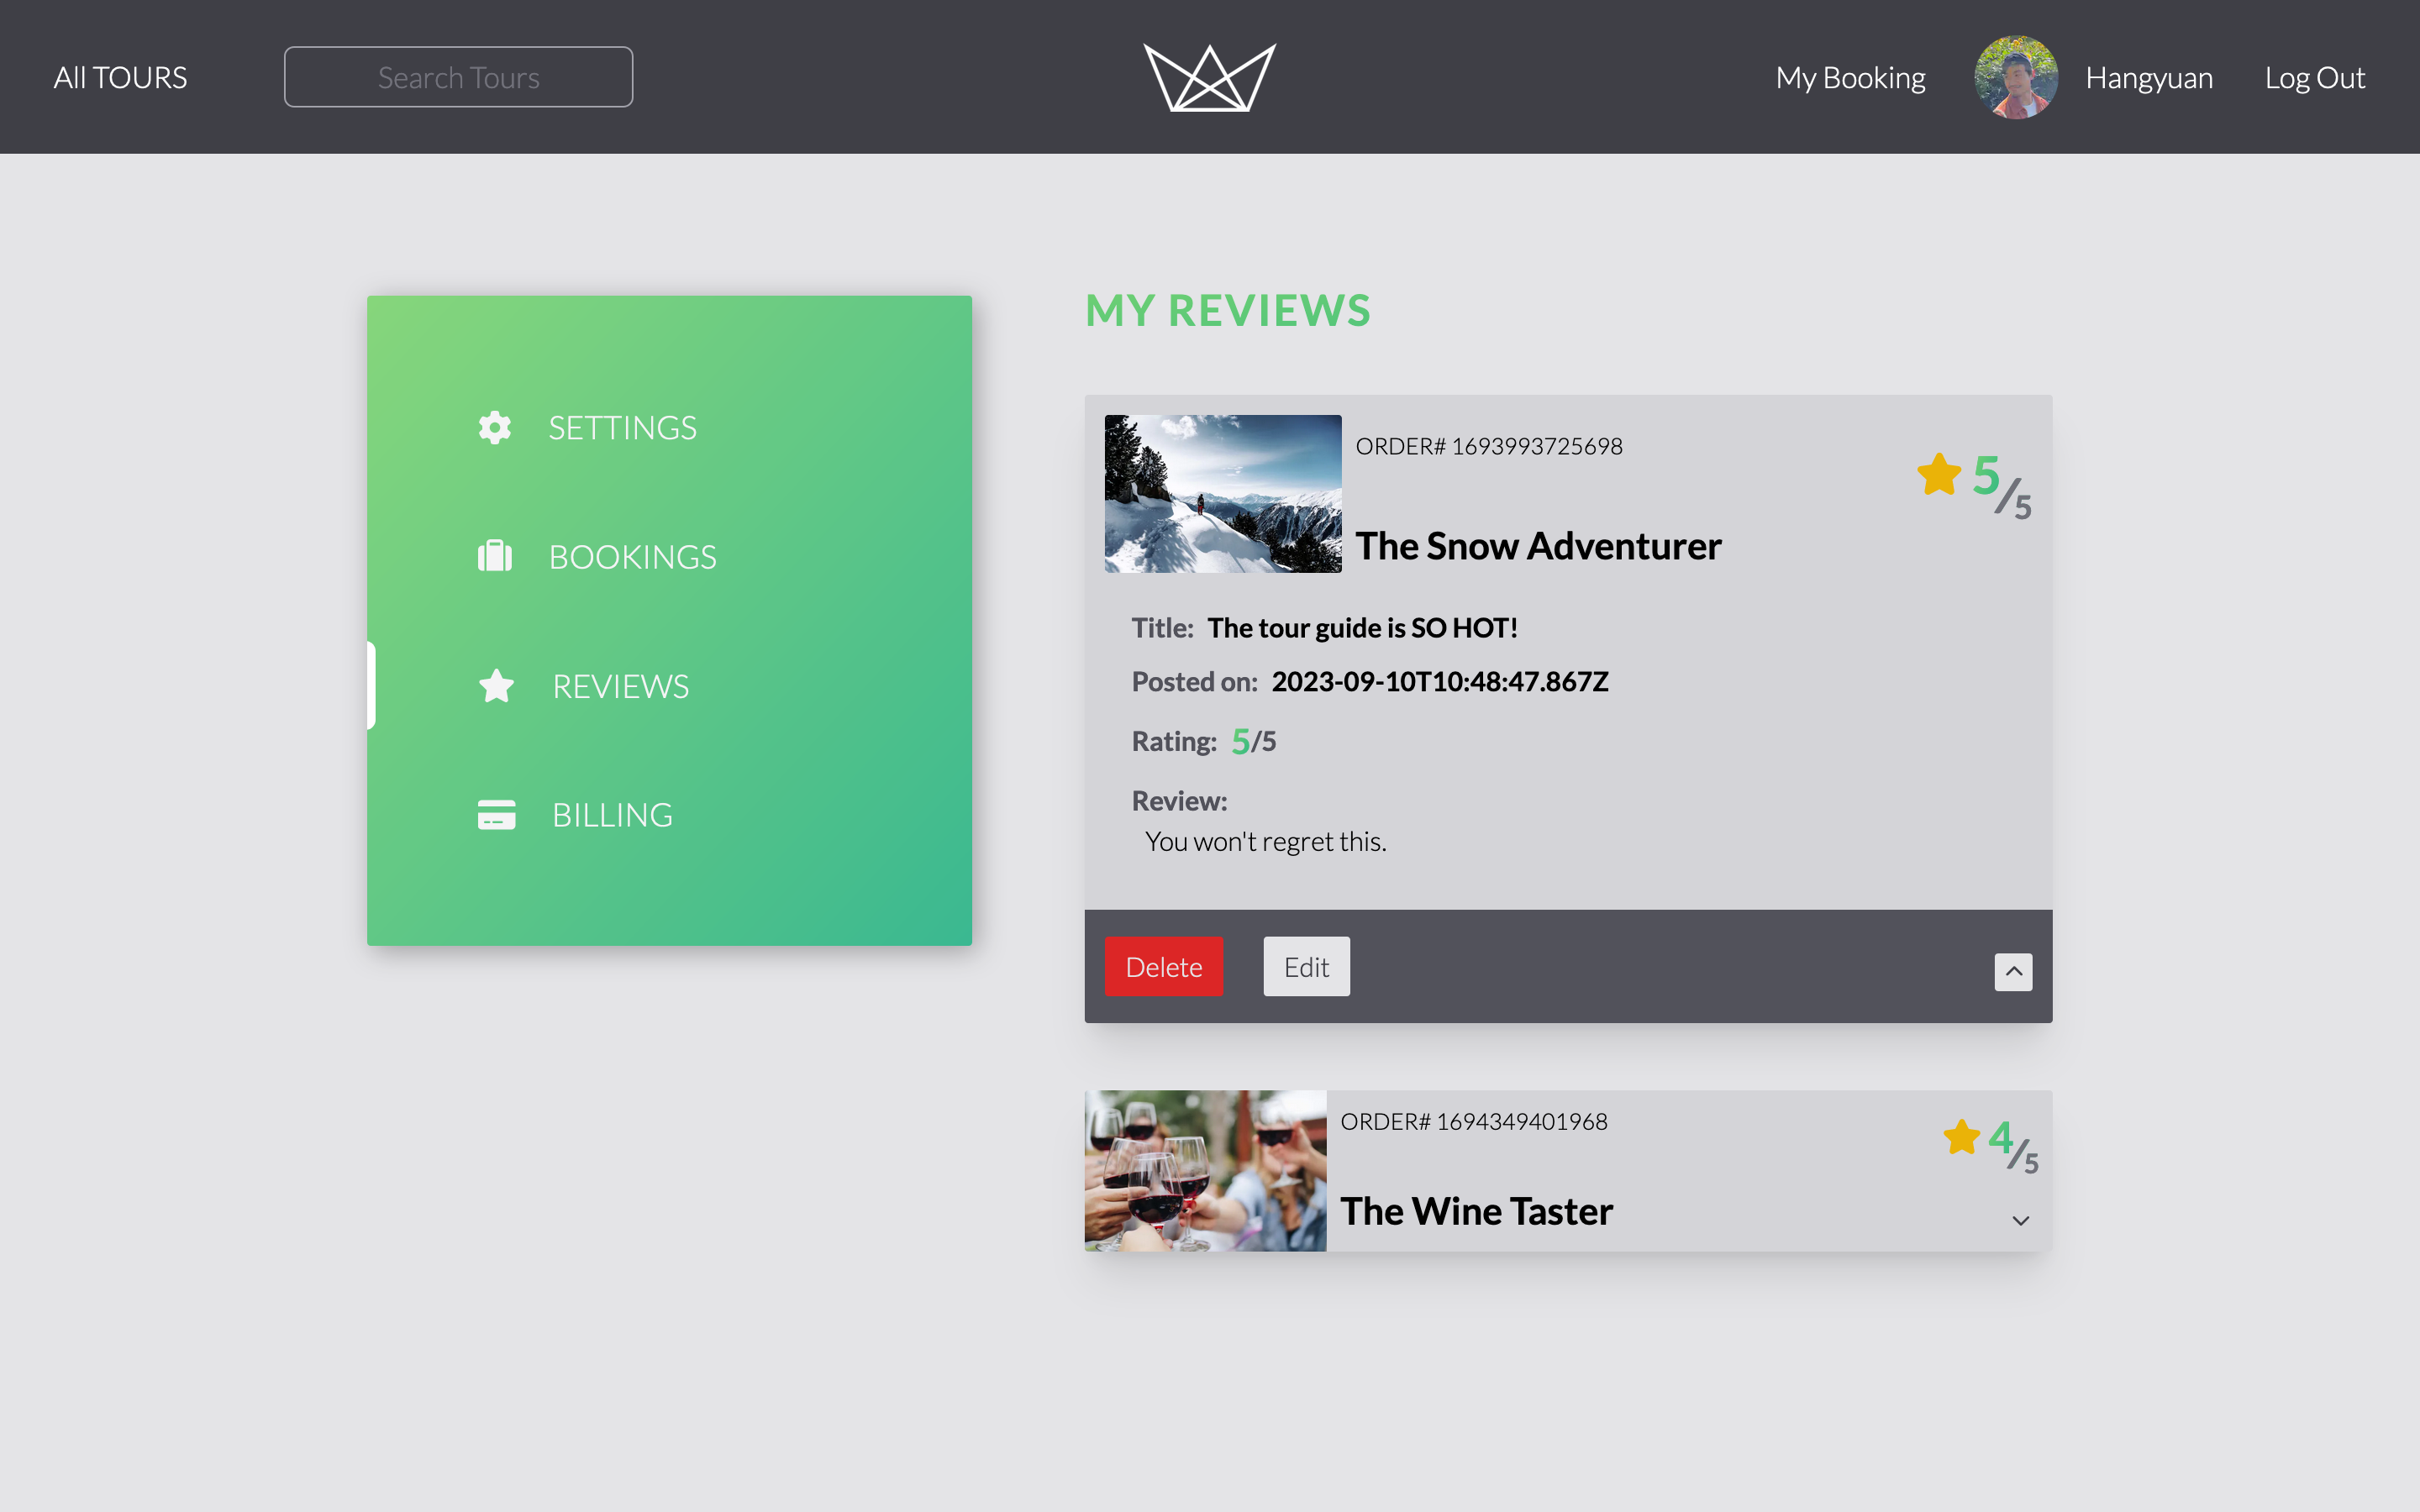 All TOURS
Search Tours
My Booking
Hangyuan
Log Out
SETTINGS
BOOKINGS
REVIEWS
BILLING
MY REVIEWS
ORDER# 1693993725698
5/5
The Snow Adventurer
Title: The tour guide is SO HOT!
Posted on: 2023-09-10T10:48:47.867Z
Rating: 5/5
Review:
You won't regret this.
Delete
Edit
ORDER# 1694349401968
4/5
The Wine Taster